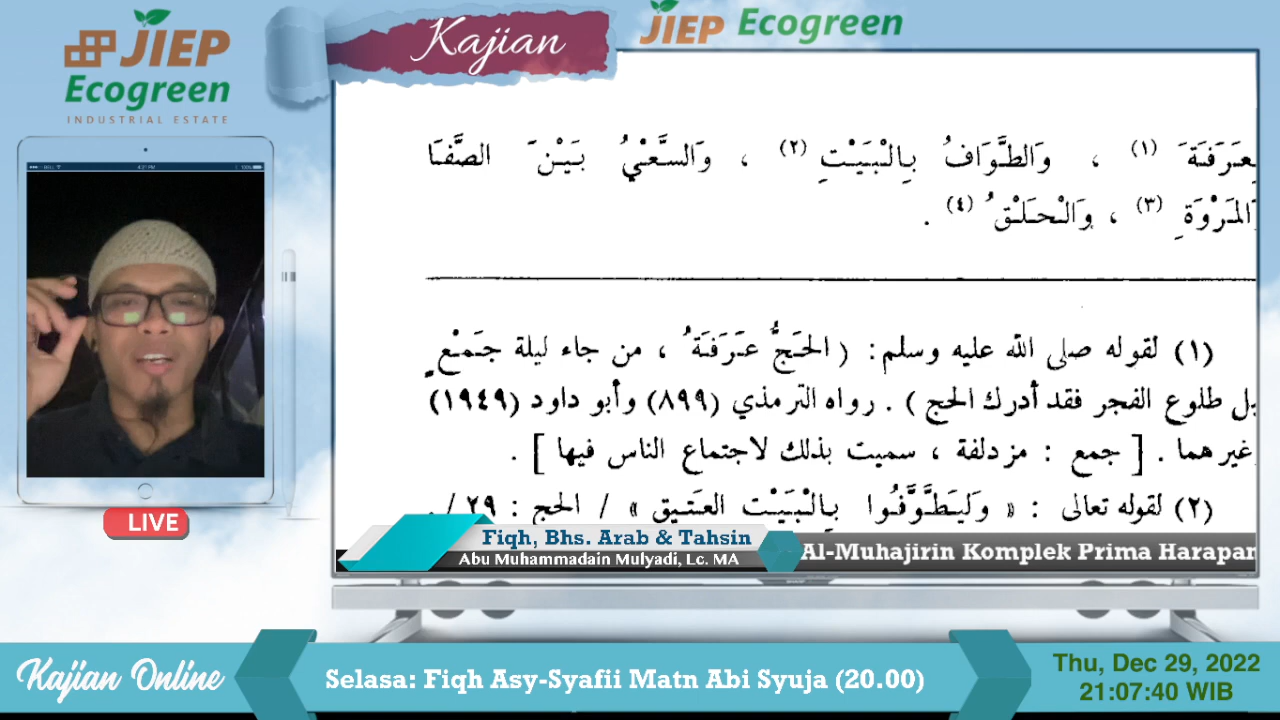 JIEP
Ecogreen
INDUSTRIAL ESTATE
Kajian
JIEP Ecogreen
بِعَرَفَةَ (١) ، وَالطَّوَافُ بِالْبَيْتِ (٢) ، وَالسَّعْيُ بَيْنَ الصَّفَا
وَالمَرْوَةِ (٣) ، وَالْحَلْقُ (٤) .
(١) لقوله صلى الله عليه وسلم: ( الحَجُّ عَرَفَةُ ، من جاء ليلة جَمْعٍ
طلوع الفجر فقد أدرك الحج ) . رواه الترمذي (٨٩٩) وأبو داود (١٩٤٩)
وغيرهما . [ جمع : مزدلفة ، سميت بذلك لاجتماع الناس فيها ] .
(٢) لقوله تعالى : « وَليَطَّوَّفُوا بِالْبَيْتِ العَتِيقِ » / الحج : ٢٩ / .
LIVE
Fiqh, Bhs. Arab & Tahsin
Abu Muhammadain Mulyadi, Lc. MA
Al-Muhajirin Komplek Prima Harapan
Kajian Online
Selasa: Fiqh Asy-Syafii Matn Abi Syuja (20.00)
Thu, Dec 29, 2022
21:07:40 WIB